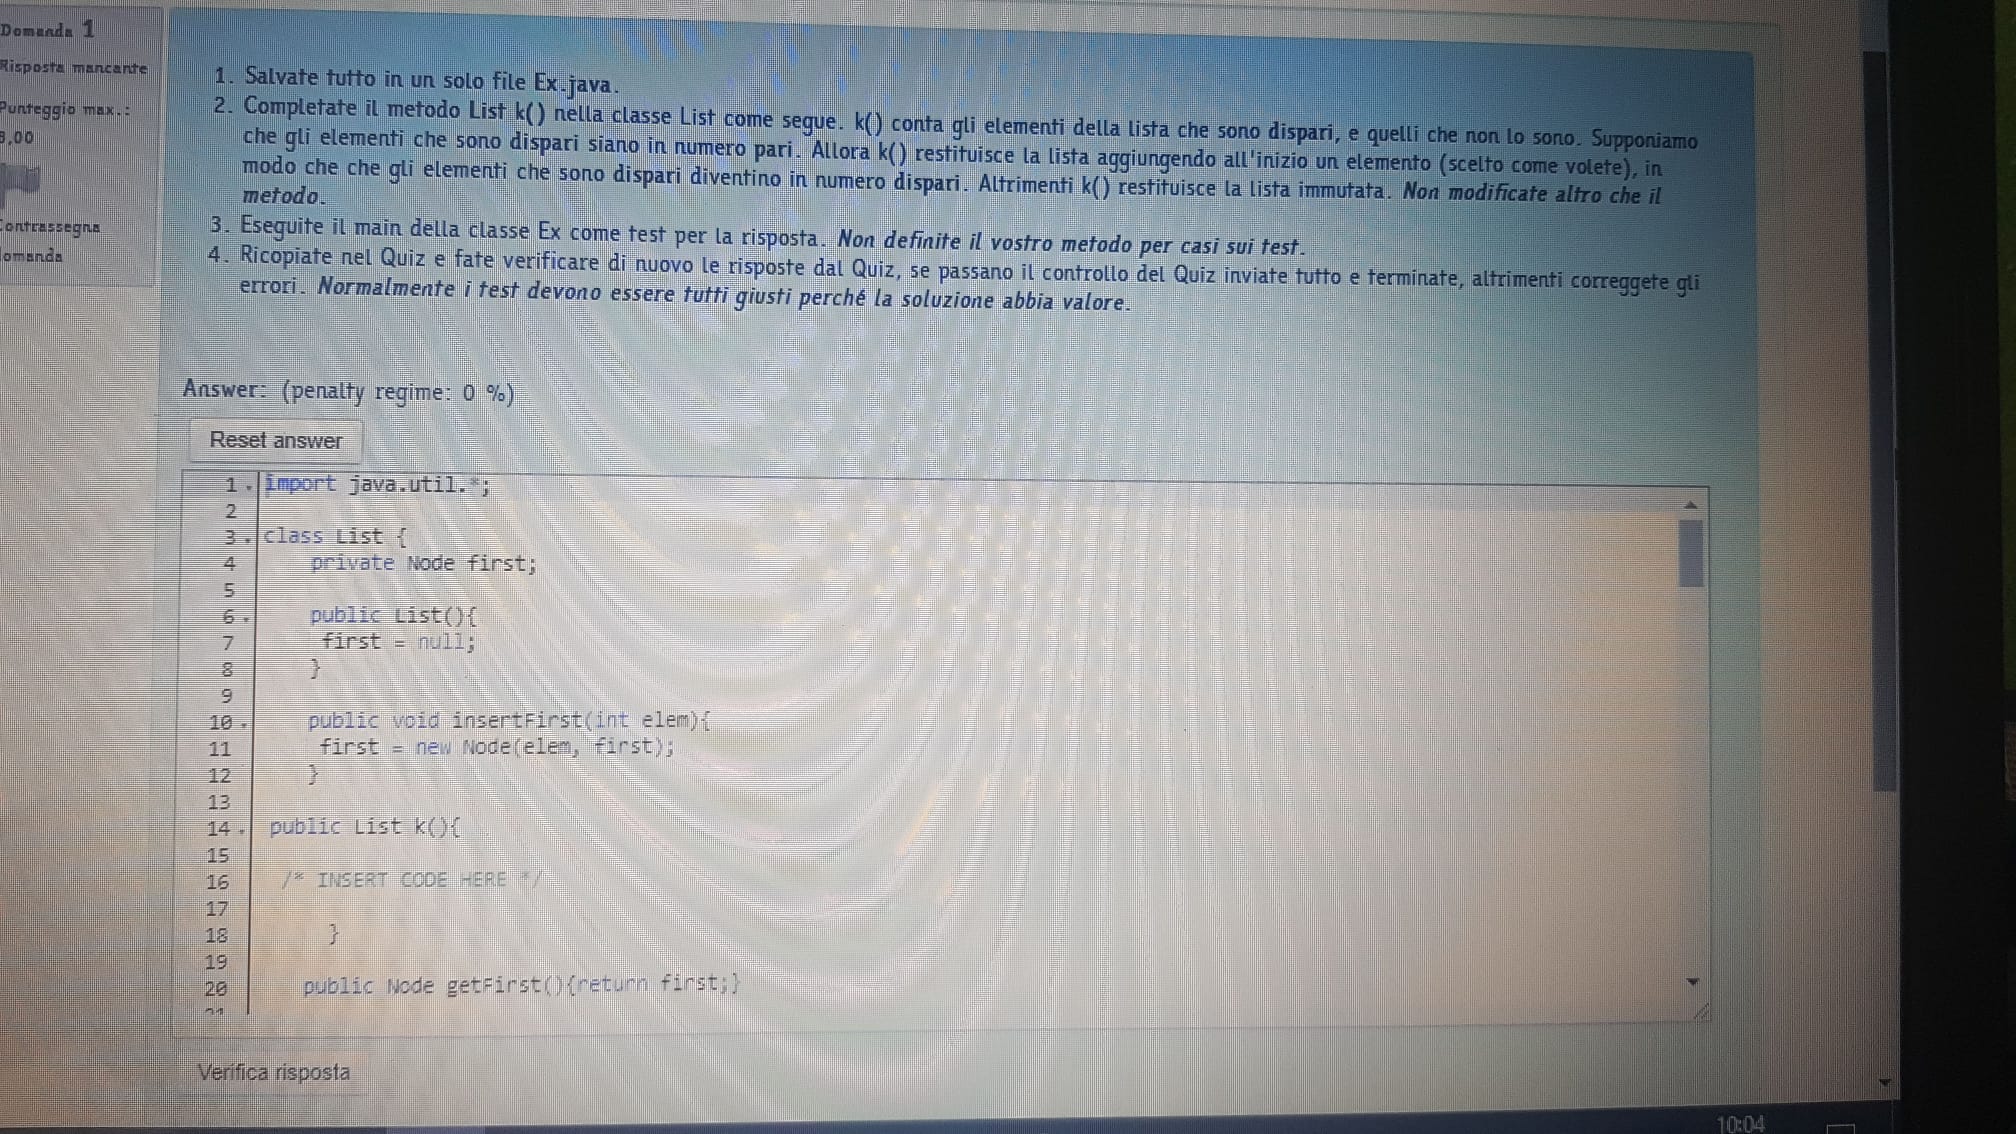 Domanda 1
Risposta mancante
Punteggio max.:
3,00
Contrassegna
domanda
1. Salvate tutto in un solo file Ex.java.
2. Completate il metodo List k() nella classe List come segue. k() conta gli elementi della lista che sono dispari, e quelli che non lo sono. Supponiamo
che gli elementi che sono dispari siano in numero pari. Allora k() restituisce la lista aggiungendo all'inizio un elemento (scelto come volete), in
modo che che gli elementi che sono dispari diventino in numero dispari. Altrimenti k() restituisce la lista immutata. Non modificate altro che il
metodo.
3. Eseguite il main della classe Ex come test per la risposta. Non definite il vostro metodo per casi sui test.
4. Ricopiate nel Quiz e fate verificare di nuovo le risposte dal Quiz, se passano il controllo del Quiz inviate tutto e terminate, altrimenti correggete gli
errori. Normalmente i test devono essere tutti giusti perché la soluzione abbia valore.
Answer: (penalty regime: 0 %)
Reset answer
1 import java.util.*;
2
3 class List {
4 private Node first;
5
6 public List(){
7 first = null;
8 }
9
10 public void insertFirst(int elem){
11 first = new Node(elem, first);
12 }
13
14 public List k(){
15
16 /* INSERT CODE HERE */
17
18 }
19
20 public Node getFirst(){return first;}
21
Verifica risposta
10:04